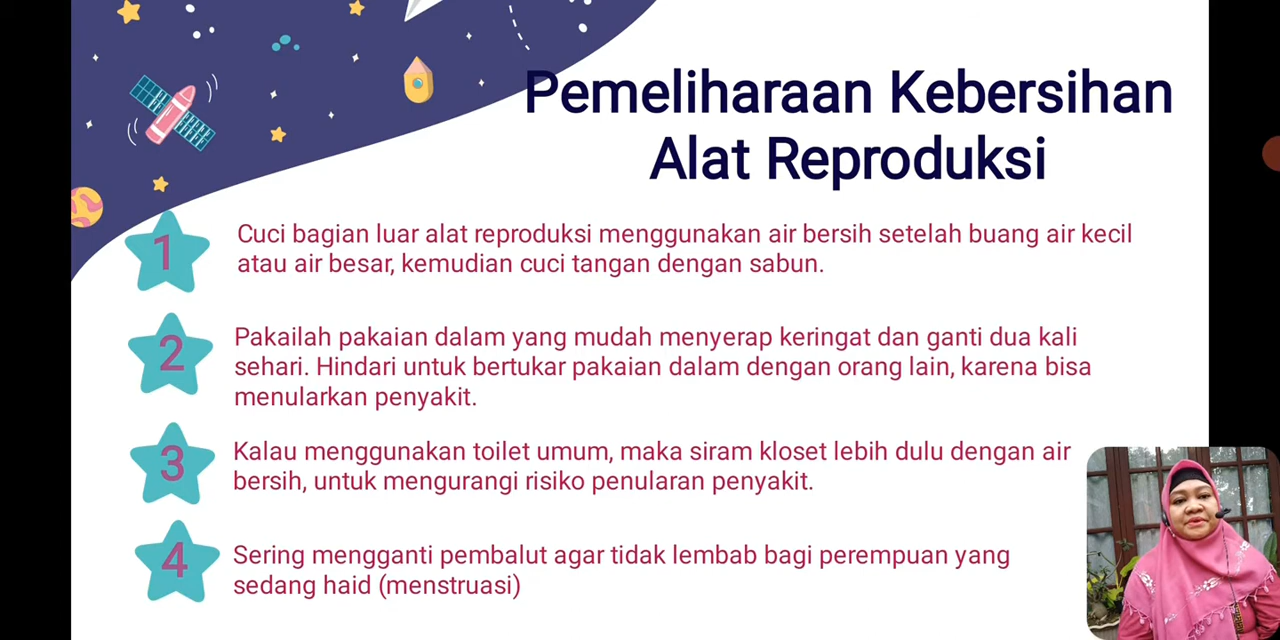 Pemeliharaan Kebersihan
Alat Reproduksi
1
Cuci bagian luar alat reproduksi menggunakan air bersih setelah buang air kecil
atau air besar, kemudian cuci tangan dengan sabun.
2
Pakailah pakaian dalam yang mudah menyerap keringat dan ganti dua kali
sehari. Hindari untuk bertukar pakaian dalam dengan orang lain, karena bisa
menularkan penyakit.
3
Kalau menggunakan toilet umum, maka siram kloset lebih dulu dengan air
bersih, untuk mengurangi risiko penularan penyakit.
4
Sering mengganti pembalut agar tidak lembab bagi perempuan yang
sedang haid (menstruasi)